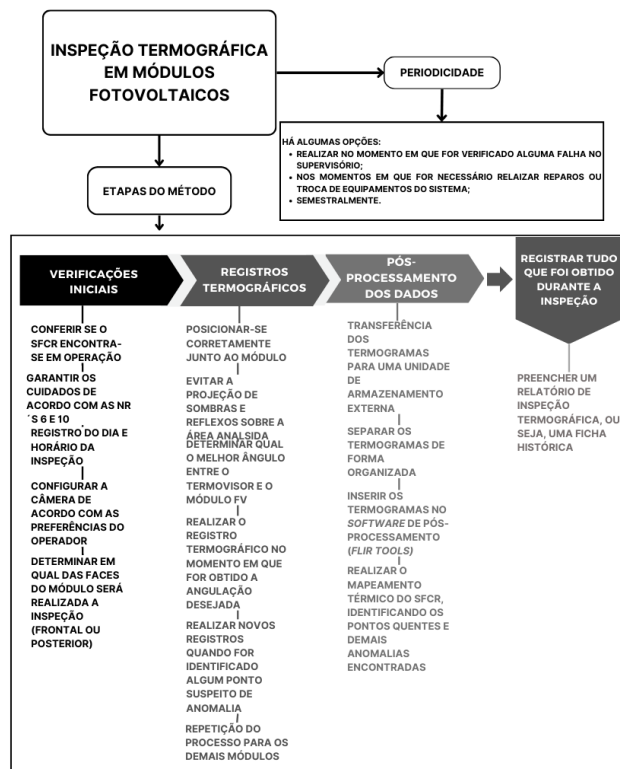 INSPEÇÃO TERMOGRÁFICA
EM MÓDULOS
FOTOVOLTAICOS
PERIODICIDADE
HÁ ALGUMAS OPÇÕES:
• REALIZAR NO MOMENTO EM QUE FOR VERIFICADO ALGUMA FALHA NO
SUPERVISÓRIO;
• NOS MOMENTOS EM QUE FOR NECESSÁRIO RELAIZAR REPAROS OU
TROCA DE EQUIPAMENTOS DO SISTEMA;
• SEMESTRALMENTE.
ETAPAS DO MÉTODO
VERIFICAÇÕES
INICIAIS
CONFERIR SE O
SFCR ENCONTRA-
SE EM OPERAÇÃO
GARANTIR OS
CUIDADOS DE
ACORDO COM AS NR
´S 6 E 10
REGISTRO DO DIA E
HORÁRIO DA
INSPEÇÃO
CONFIGURAR A
CÂMERA DE
ACORDO COM AS
PREFERÊNCIAS DO
OPERADOR
DETERMINAR EM
QUAL DAS FACES
DO MÓDULO SERÁ
REALIZADA A
INSPEÇÃO
(FRONTAL OU
POSTERIOR)
REGISTROS
TERMOGRÁFICOS
POSICIONAR-SE
CORRETAMENTE
JUNTO AO MÓDULO
EVITAR A
PROJEÇÃO DE
SOMBRAS E
REFLEXOS SOBRE A
ÁREA ANALSIDA
DETERMINAR QUAL
O MELHOR ÂNGULO
ENTRE O
TERMOVISOR E O
MÓDULO FV
REALIZAR O
REGISTRO
TERMOGRÁFICO NO
MOMENTO EM QUE
FOR OBTIDO A
ANGULAÇÃO
DESEJADA
REALIZAR NOVOS
REGISTROS
QUANDO FOR
IDENTIFICADO
ALGUM PONTO
SUSPEITO DE
ANOMALIA
REPETIÇÃO DO
PROCESSO PARA OS
DEMAIS MÓDULOS
PÓS-
PROCESSAMENTO
DOS DADOS
TRANSFERÊNCIA
DOS
TERMOGRAMAS
PARA UMA UNIDADE
DE
ARMAZENAMENTO
EXTERNA
SEPARAR OS
TERMOGRAMAS DE
FORMA
ORGANIZADA
INSERIR OS
TERMOGRAMAS NO
SOFTWARE DE PÓS-
PROCESSAMENTO
(FLIR TOOLS)
REALIZAR O
MAPEAMENTO
TÉRMICO DO SFCR,
IDENTIFICANDO OS
PONTOS QUENTES E
DEMAIS
ANOMALIAS
ENCONTRADAS
REGISTRAR TUDO
QUE FOI OBTIDO
DURANTE A
INSPEÇÃO
PREENCHER UM
RELATÓRIO DE
INSPEÇÃO
TERMOGRÁFICA, OU
SEJA, UMA FICHA
HISTÓRICA